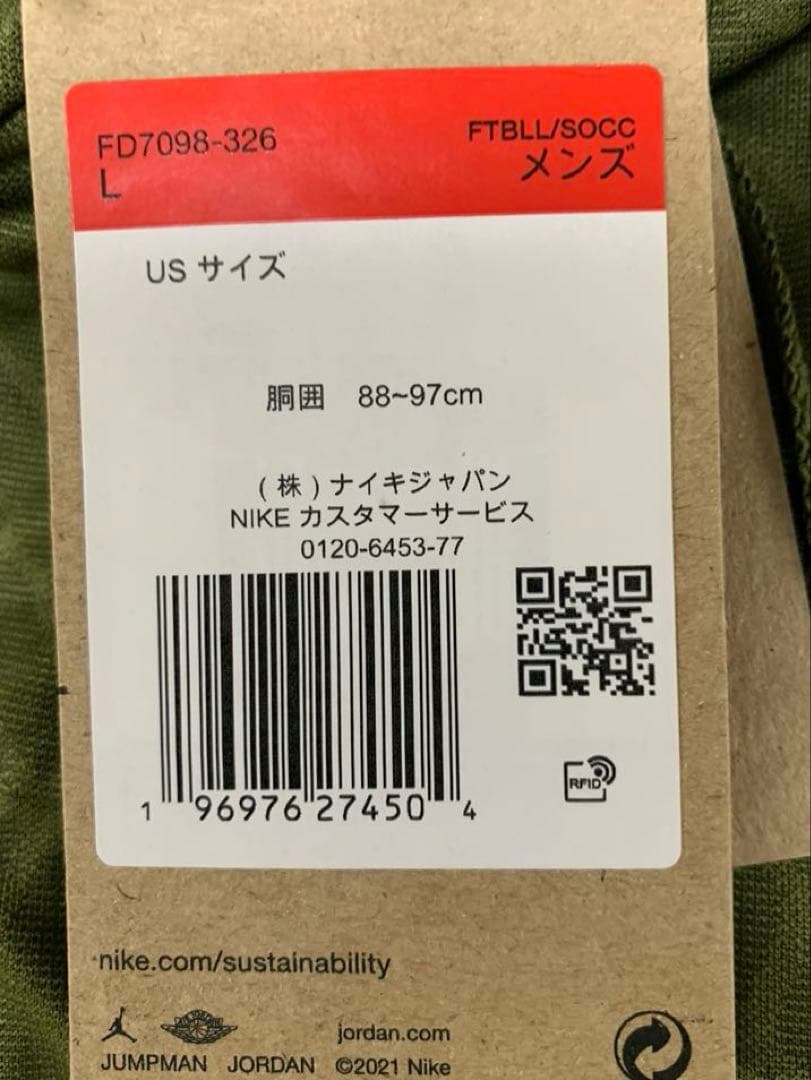 FD7098-326
FTBLL/SOCC
L
メンズ
US サイズ
胴囲 88~97cm
(株)ナイキジャパン
NIKE カスタマーサービス
0120-6453-77
RFID
1 96976 27450 4
nike.com/sustainability
jordan.com
JUMPMAN JORDAN ©2021 Nike